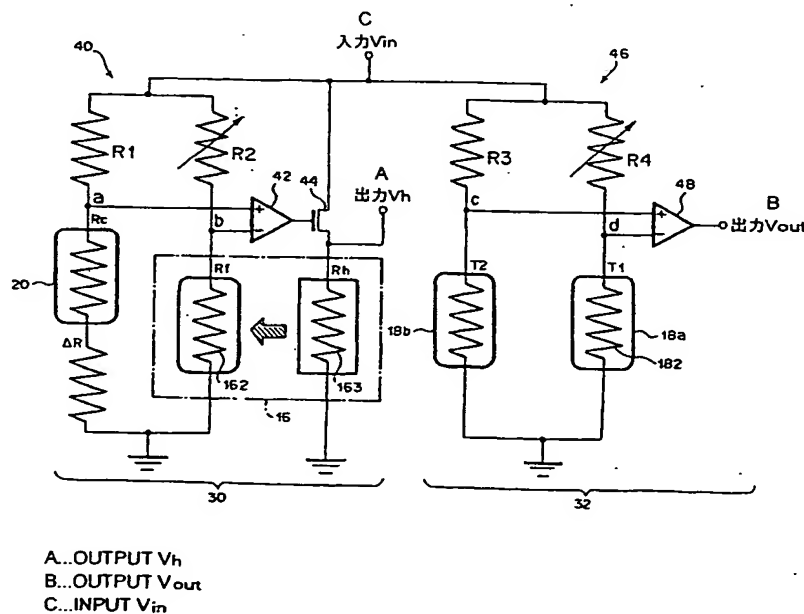 C
入力Vin
40
46
R1
R2
R3
R4
A
出力Vh
42
44
48
B
出力Vout
a
b
c
d
Rc
Rf
Rh
T2
T1
20
18b
18a
ΔR
162
163
182
16
30
32
A...OUTPUT Vh
B...OUTPUT Vout
C...INPUT Vin